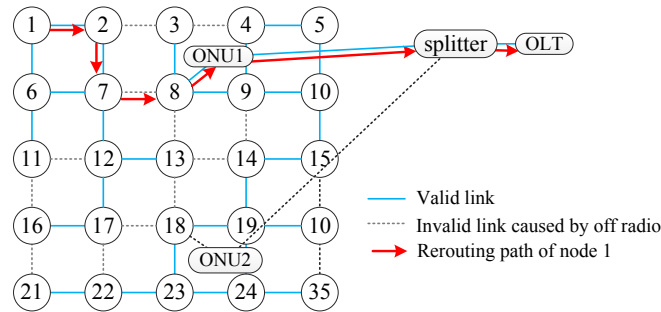 1 2 3 4 5
ONU1 splitter OLT
6 7 8 9 10
11 12 13 14 15
16 17 18 19 10
ONU2
21 22 23 24 35
Valid link
Invalid link caused by off radio
Rerouting path of node 1